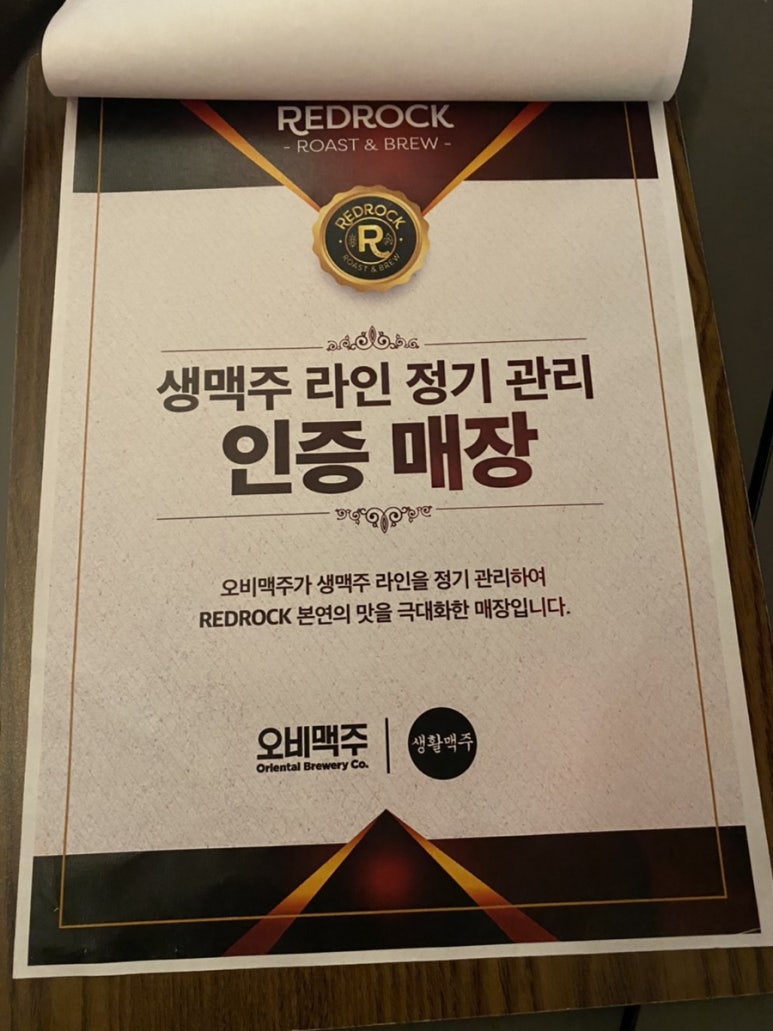 REDROCK
- ROAST & BREW -
REDROCK
R
ROAST & BREW
생맥주 라인 정기 관리
인증 매장
오비맥주가 생맥주 라인을 정기 관리하여
REDROCK 본연의 맛을 극대화한 매장입니다.
오비맥주
Oriental Brewery Co.
생활맥주